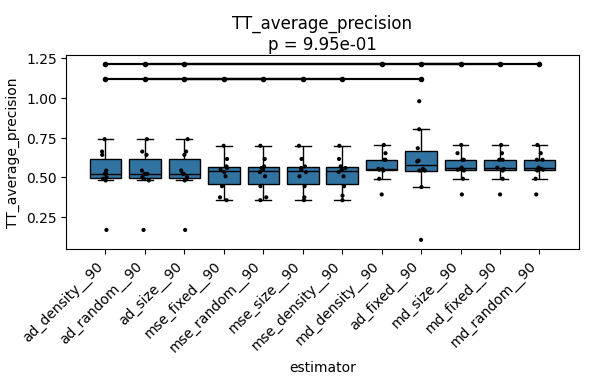 TT_average_precision
p = 9.95e-01
1.25
1.00
0.75
0.50
0.25
TT_average_precision
ad_density__90
ad_random__90
ad_size__90
mse_fixed__90
mse_random__90
mse_size__90
mse_density__90
md_density__90
ad_fixed__90
md_size__90
md_fixed__90
md_random__90
estimator